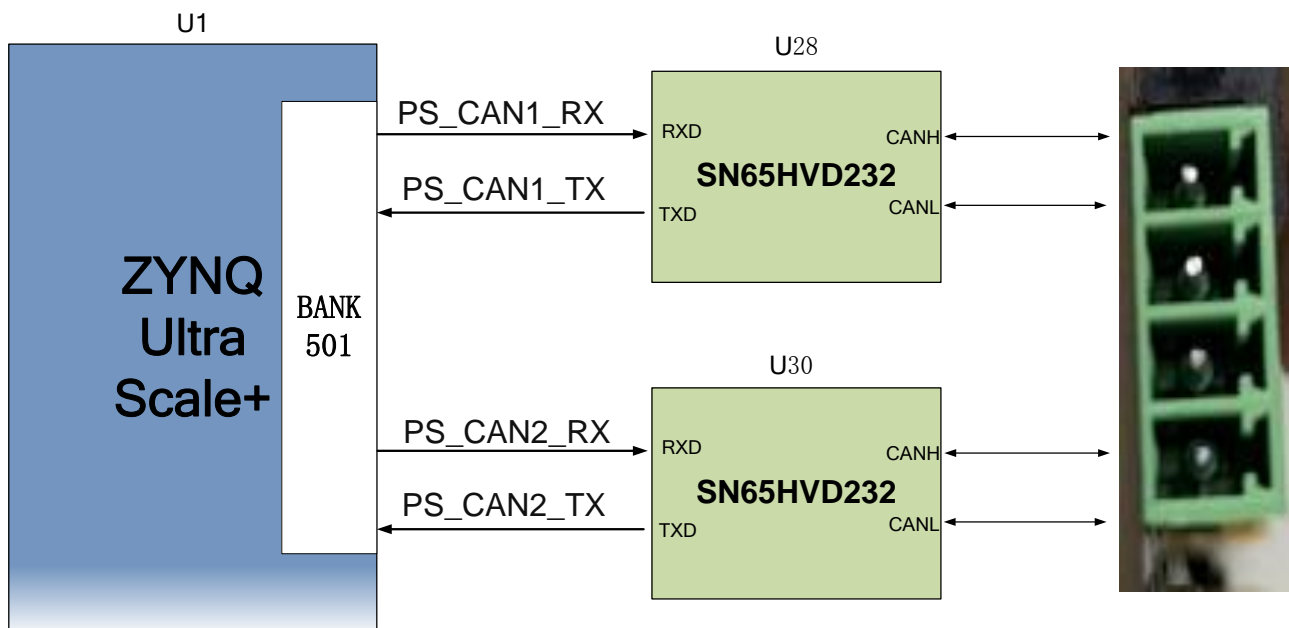 U1
ZYNQ
Ultra
Scale+
BANK
501
PS_CAN1_RX
PS_CAN1_TX
PS_CAN2_RX
PS_CAN2_TX
U28
RXD
CANH
SN65HVD232
TXD
CANL
U30
RXD
CANH
SN65HVD232
TXD
CANL